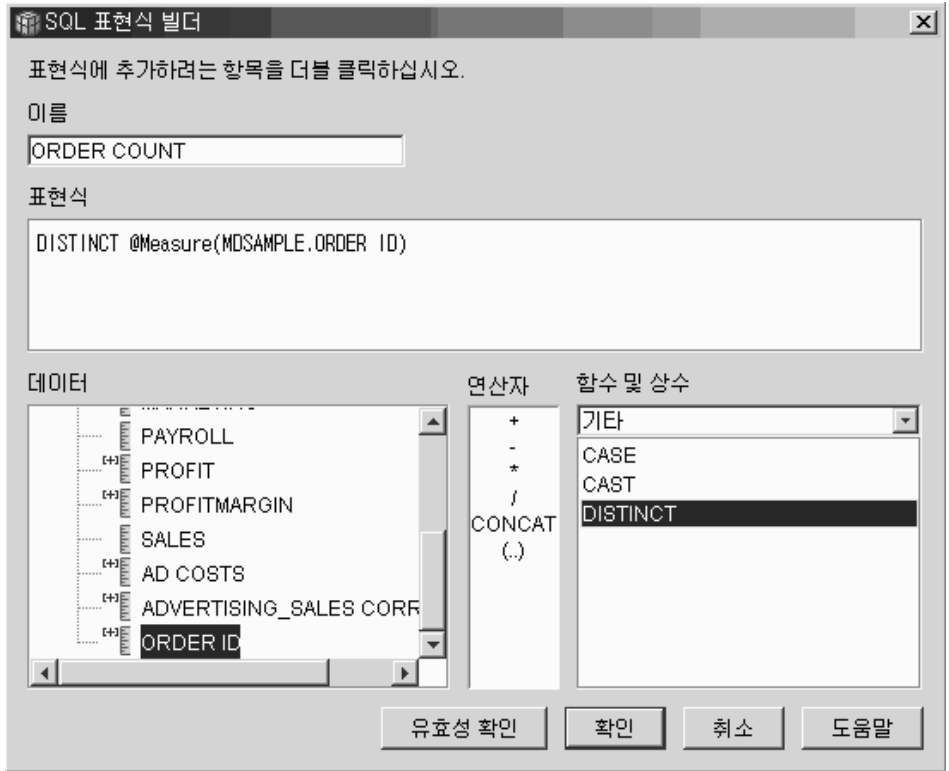 SQL 표현식 빌더
표현식에 추가하려는 항목을 더블 클릭하십시오.
이름
ORDER COUNT
표현식
DISTINCT @Measure(MDSAMPLE.ORDER ID)
데이터
PAYROLL
PROFIT
PROFITMARGIN
SALES
AD COSTS
ADVERTISING_SALES CORR
ORDER ID
연산자
+
-
*
/
CONCAT
(..)
함수 및 상수
기타
CASE
CAST
DISTINCT
유효성 확인
확인
취소
도움말